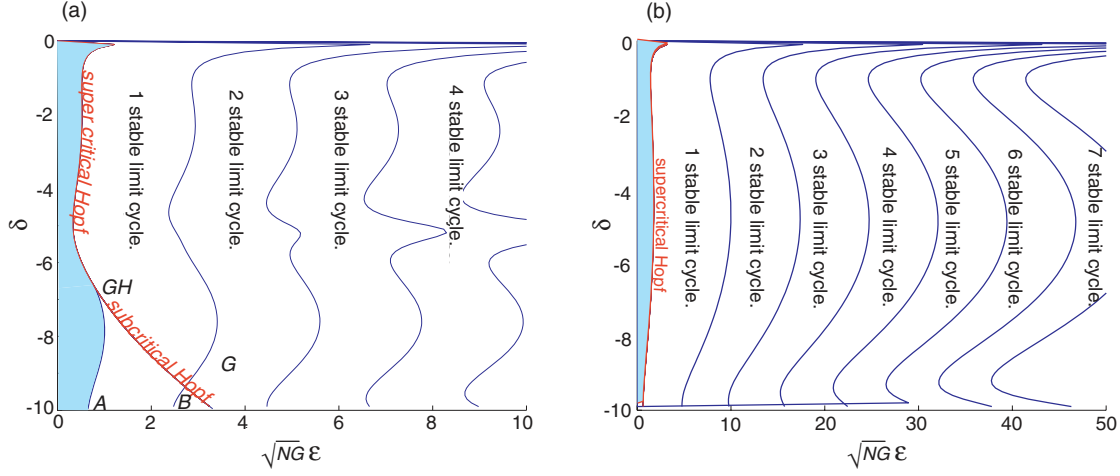 (a)
0
-2
-4
-6
-8
-10
δ
0
2
4
6
8
10
√NG ε
super critical Hopf
1 stable limit cycle.
2 stable limit cycle.
3 stable limit cycle.
4 stable limit cycle.
GH
subcritical Hopf
G
A
B
(b)
0
-2
-4
-6
-8
-10
δ
0
10
20
30
40
50
√NG ε
supercritical Hopf
1 stable limit cycle.
2 stable limit cycle.
3 stable limit cycle.
4 stable limit cycle.
5 stable limit cycle.
6 stable limit cycle.
7 stable limit cycle.